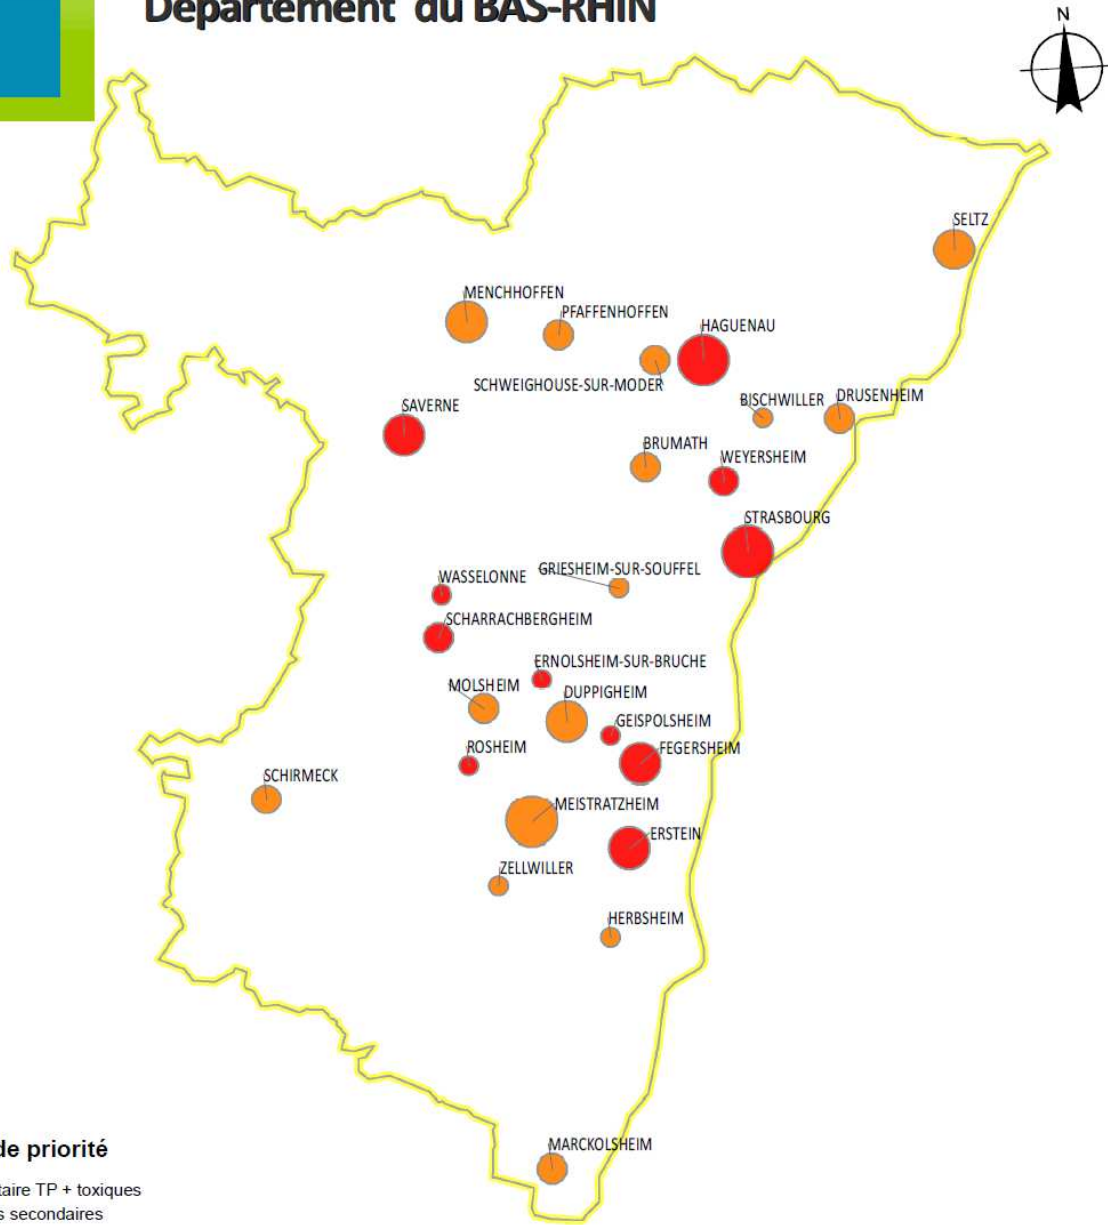 Département du BAS-RHIN
N
SELTZ
MENCHHOFFEN
PFAFFENHOFFEN
HAGUENAU
SCHWEIGHOUSE-SUR-MODER
BISCHWILLER
DRUSENHEIM
SAVERNE
BRUMATH
WEYERSHEIM
STRASBOURG
GRIESHEIM-SUR-SOUFFEL
WASSELONNE
SCHARRACHBERGHEIM
ERNOLSHEIM-SUR-BRUCHE
MOLSHEIM
DUPPIGHEIM
GEISPOLSHEIM
ROSHEIM
FEGERSHEIM
SCHIRMECK
MEISTRATZHEIM
ERSTEIN
ZELLWILLER
HERBSHEIM
MARCKOLSHEIM
de priorité
taire TP + toxiques
s secondaires